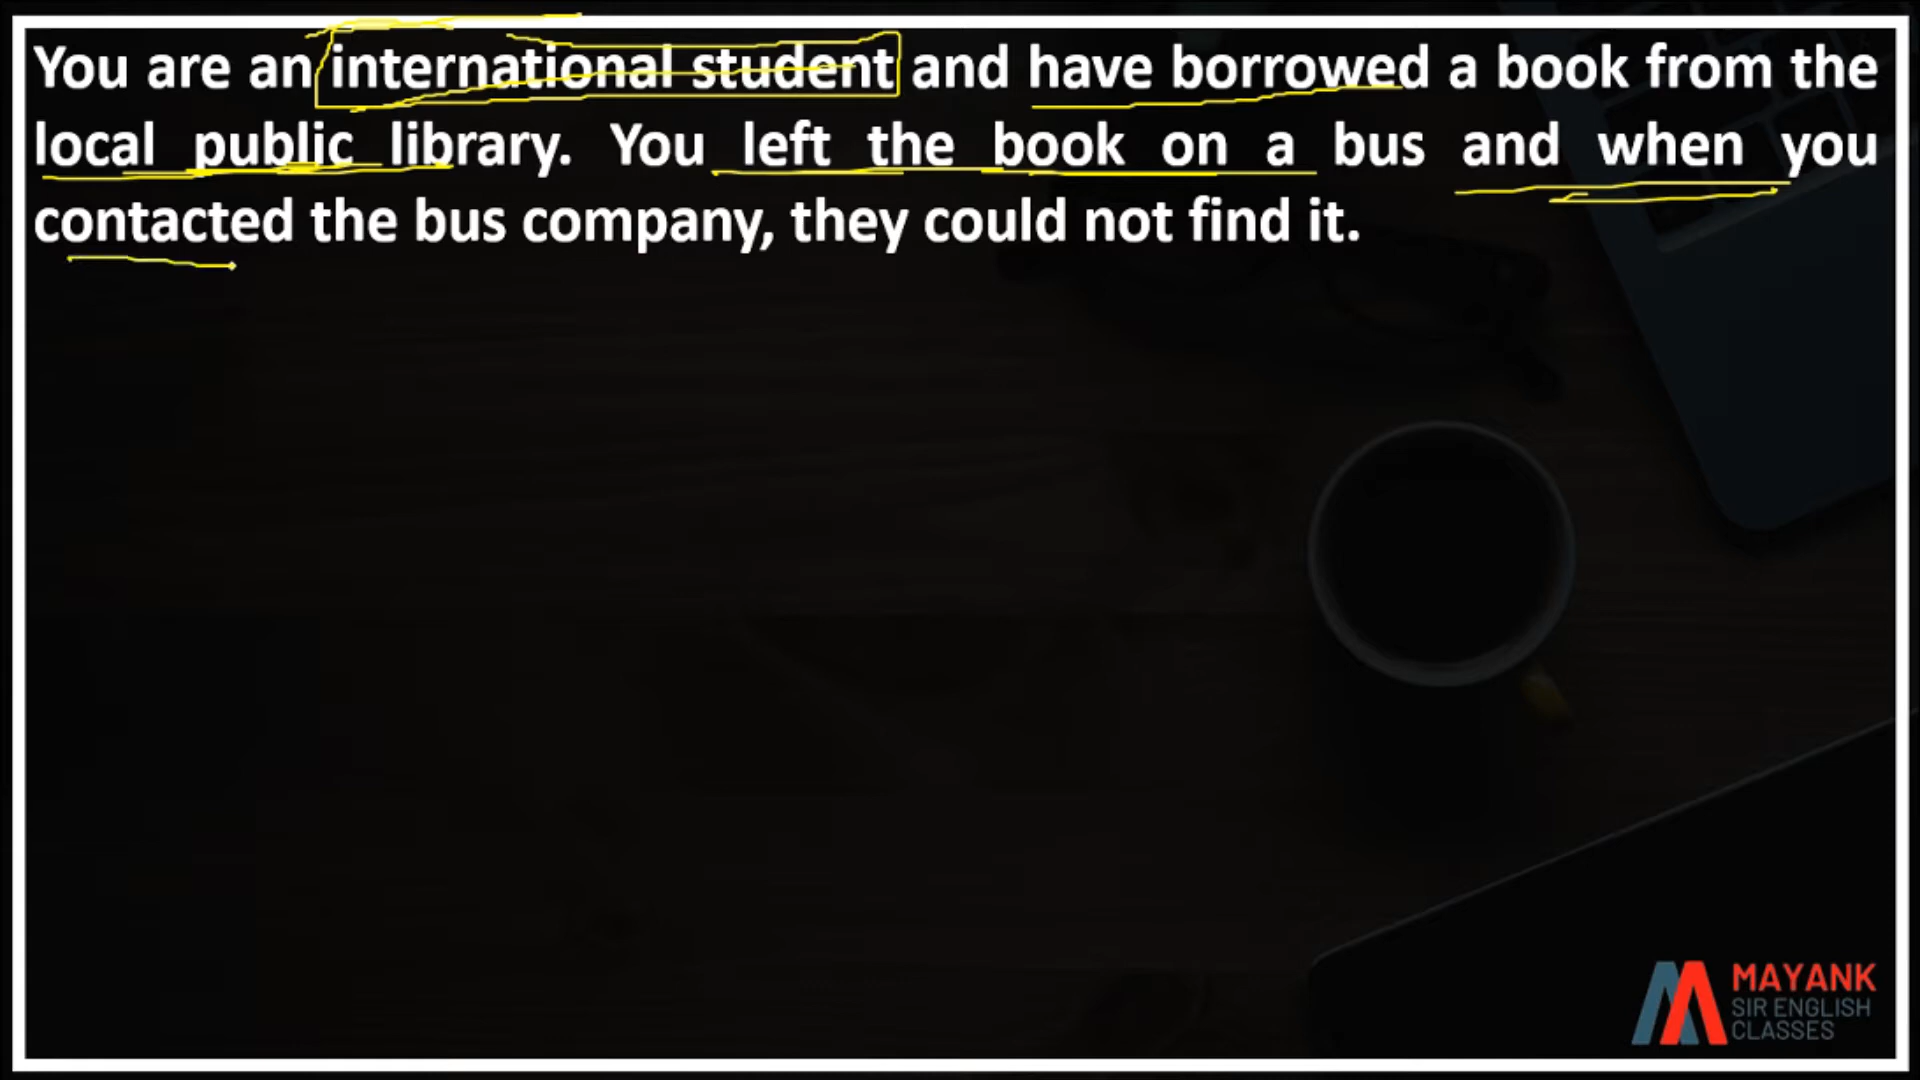 You are an international student and have borrowed a book from the
local public library. You left the book on a bus and when you
contacted the bus company, they could not find it.
MAYANK
SIR ENGLISH
CLASSES